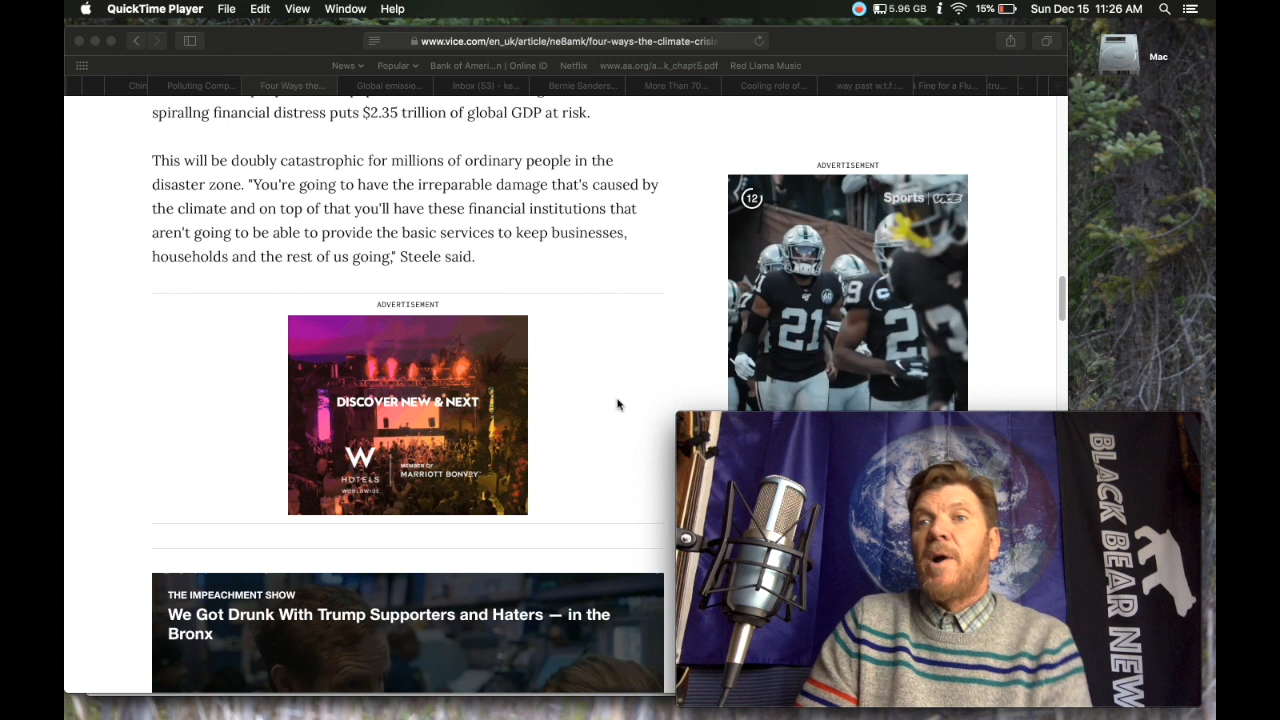 QuickTime Player File Edit View Window Help 5.96 GB 15% Sun Dec 15 11:26 AM
www.vice.com/en_uk/article/ne8amk/four-ways-the-climate-crisis
Mac
News Popular Bank of Ameri...n | Online ID Netflix www.aa.org/a...k_chapt5.pdf Red Llama Music
Chin Polluting Comp... Four Ways the... Global emissio... Inbox (53) – ke... Bernie Sanders... More Than 70... Cooling role of... way past w.t.f.:... A Fine for a Flu...
spiralIng financial distress puts $2.35 trillion of global GDP at risk.
This will be doubly catastrophic for millions of ordinary people in the
disaster zone. "You're going to have the irreparable damage that's caused by
the climate and on top of that you'll have these financial institutions that
aren't going to be able to provide the basic services to keep businesses,
households and the rest of us going," Steele said.
ADVERTISEMENT
DISCOVER NEW & NEXT
W
HOTELS
WORLDWIDE
MEMBER OF
MARRIOTT BONVOY
THE IMPEACHMENT SHOW
We Got Drunk With Trump Supporters and Haters — in the
Bronx
ADVERTISEMENT
12 Sports VICE
21
BLACK BEAR NEW